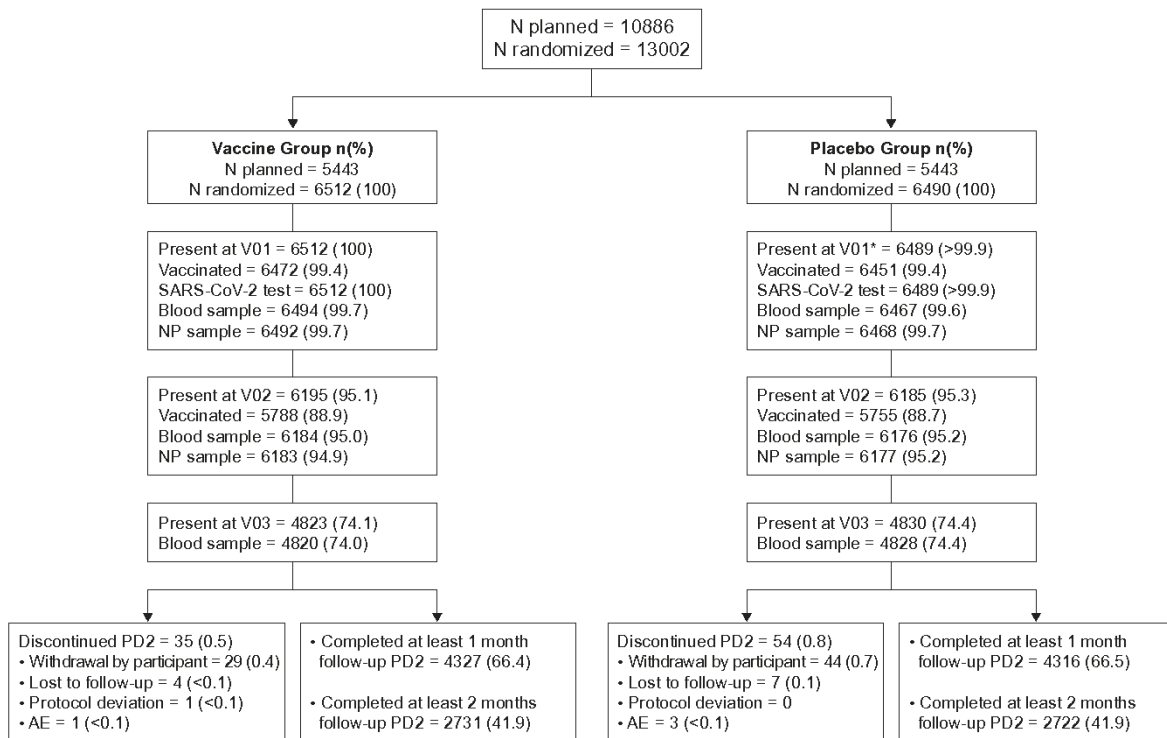 N planned = 10886
N randomized = 13002
Vaccine Group n(%)
N planned = 5443
N randomized = 6512 (100)
Placebo Group n(%)
N planned = 5443
N randomized = 6490 (100)
Present at V01 = 6512 (100)
Vaccinated = 6472 (99.4)
SARS-CoV-2 test = 6512 (100)
Blood sample = 6494 (99.7)
NP sample = 6492 (99.7)
Present at V01* = 6489 (>99.9)
Vaccinated = 6451 (99.4)
SARS-CoV-2 test = 6489 (>99.9)
Blood sample = 6467 (99.6)
NP sample = 6468 (99.7)
Present at V02 = 6195 (95.1)
Vaccinated = 5788 (88.9)
Blood sample = 6184 (95.0)
NP sample = 6183 (94.9)
Present at V02 = 6185 (95.3)
Vaccinated = 5755 (88.7)
Blood sample = 6176 (95.2)
NP sample = 6177 (95.2)
Present at V03 = 4823 (74.1)
Blood sample = 4820 (74.0)
Present at V03 = 4830 (74.4)
Blood sample = 4828 (74.4)
Discontinued PD2 = 35 (0.5)
• Withdrawal by participant = 29 (0.4)
• Lost to follow-up = 4 (<0.1)
• Protocol deviation = 1 (<0.1)
• AE = 1 (<0.1)
• Completed at least 1 month
follow-up PD2 = 4327 (66.4)
• Completed at least 2 months
follow-up PD2 = 2731 (41.9)
Discontinued PD2 = 54 (0.8)
• Withdrawal by participant = 44 (0.7)
• Lost to follow-up = 7 (0.1)
• Protocol deviation = 0
• AE = 3 (<0.1)
• Completed at least 1 month
follow-up PD2 = 4316 (66.5)
• Completed at least 2 months
follow-up PD2 = 2722 (41.9)